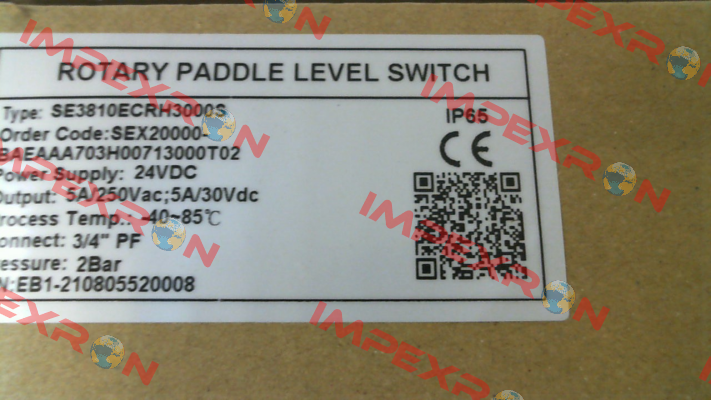 ROTARY PADDLE LEVEL SWITCH
Type: SE3810ECRH3000S
IP65
Order Code:SEX20000-
BAEAAA703H00713000T02
CE
Power Supply: 24VDC
Output: 5A/250Vac;5A/30Vdc
rocess Temp.: -40~85℃
onnect: 3/4" PF
essure: 2Bar
N:EB1-210805520008
IMPEXRON
IMPEXRON
IMPEXRON
IMPEXRON
IMPEXRON
IMPEXRON